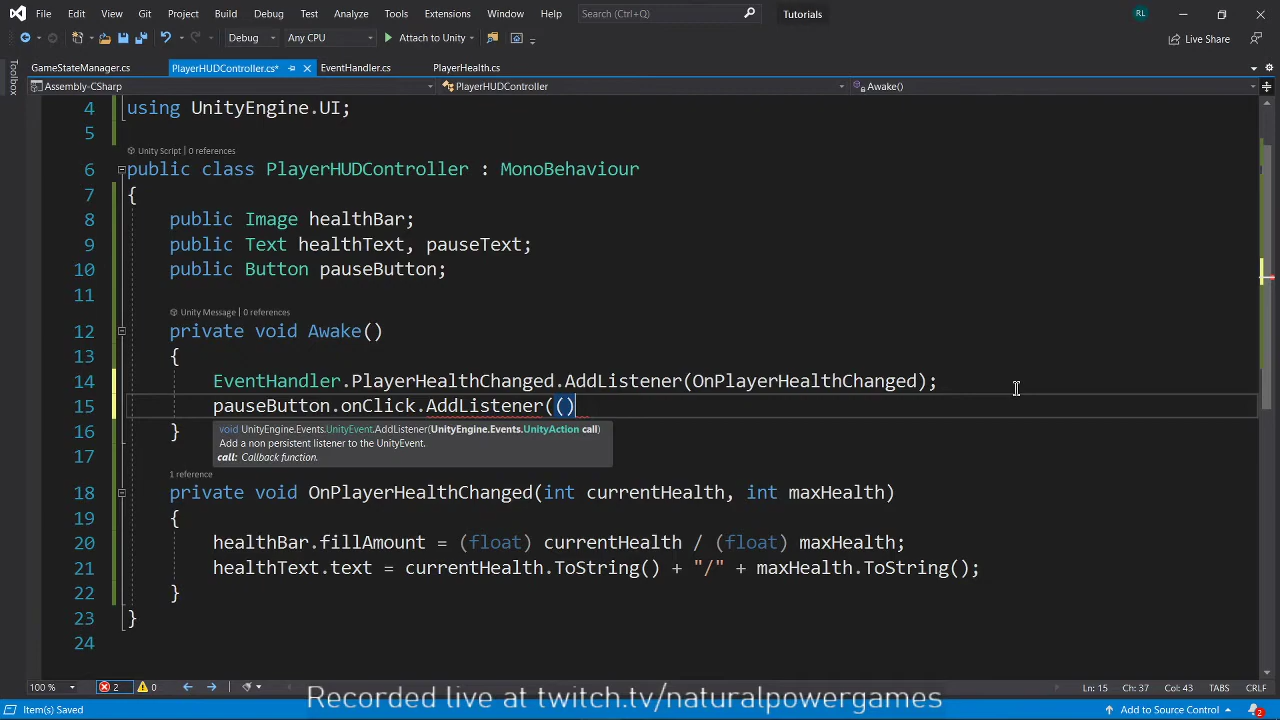 File Edit View Git Project Build Debug Test Analyze Tools Extensions Window Help Search (Ctrl+Q) Tutorials RL
Debug Any CPU Attach to Unity Live Share
Toolbox
GameStateManager.cs PlayerHUDController.cs* EventHandler.cs PlayerHealth.cs
Assembly-CSharp PlayerHUDController Awake()
4 using UnityEngine.UI;
5
Unity Script | 0 references
6 public class PlayerHUDController : MonoBehaviour
7 {
8 public Image healthBar;
9 public Text healthText, pauseText;
10 public Button pauseButton;
11
Unity Message | 0 references
12 private void Awake()
13 {
14 EventHandler.PlayerHealthChanged.AddListener(OnPlayerHealthChanged);
15 pauseButton.onClick.AddListener(()
16 }
void UnityEngine.Events.UnityEvent.AddListener(UnityEngine.Events.UnityAction call)
Add a non persistent listener to the UnityEvent.
call: Callback function.
17
1 reference
18 private void OnPlayerHealthChanged(int currentHealth, int maxHealth)
19 {
20 healthBar.fillAmount = (float) currentHealth / (float) maxHealth;
21 healthText.text = currentHealth.ToString() + "/" + maxHealth.ToString();
22 }
23 }
24
100 % 2 0 Ln: 15 Ch: 37 Col: 43 TABS CRLF
Recorded live at twitch.tv/naturalpowergames
Item(s) Saved Add to Source Control 2